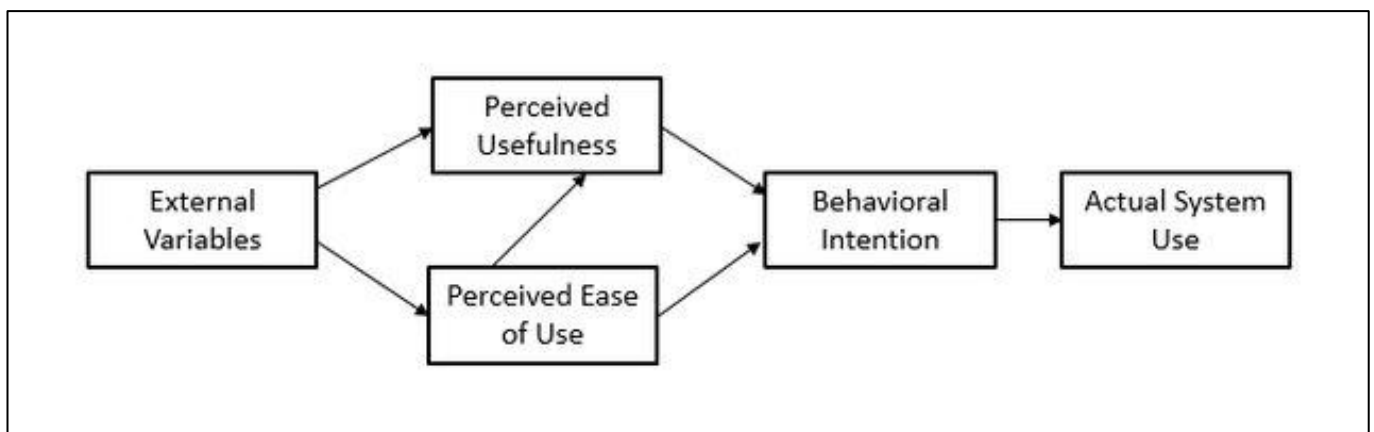 Perceived
Usefulness
External
Variables
Behavioral
Intention
Actual System
Use
Perceived Ease
of Use